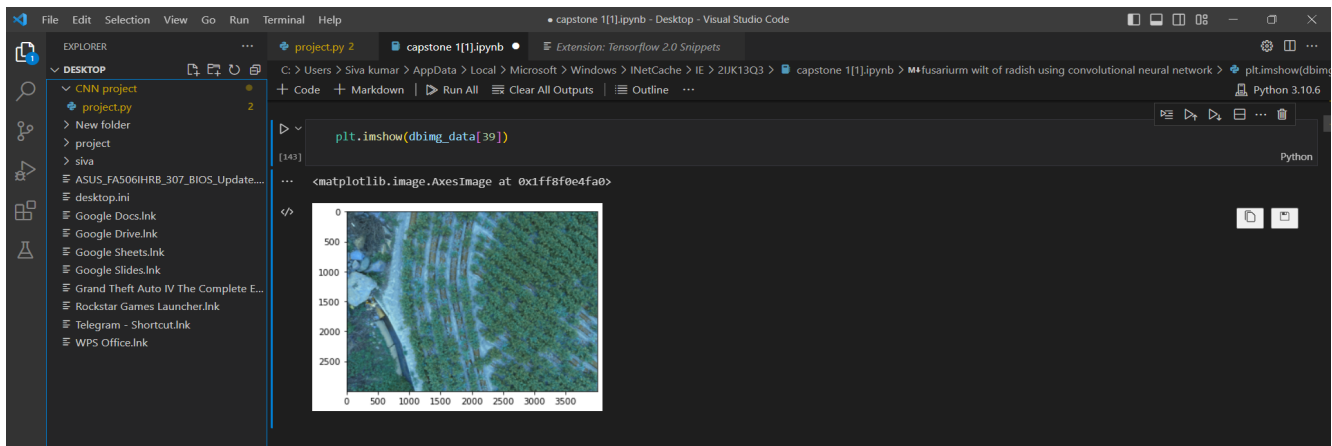 File Edit Selection View Go Run Terminal Help
● capstone 1[1].ipynb - Desktop - Visual Studio Code
EXPLORER
project.py 2
capstone 1[1].ipynb ●
Extension: Tensorflow 2.0 Snippets
DESKTOP
C: > Users > Siva kumar > AppData > Local > Microsoft > Windows > INetCache > IE > 2IJK13Q3 > capstone 1[1].ipynb > M↓fusariurm wilt of radish using convolutional neural network > plt.imshow(dbimg
CNN project
+ Code + Markdown | Run All Clear All Outputs | Outline ...
Python 3.10.6
project.py 2
> New folder
> project
> siva
ASUS_FA506IHRB_307_BIOS_Update....
desktop.ini
Google Docs.lnk
Google Drive.lnk
Google Sheets.lnk
Google Slides.lnk
Grand Theft Auto IV The Complete E...
Rockstar Games Launcher.lnk
Telegram - Shortcut.lnk
WPS Office.lnk
1
plt.imshow(dbimg_data[39])
[143]
Python
<matplotlib.image.AxesImage at 0x1ff8f0e4fa0>
0
500
1000
1500
2000
2500
0 500 1000 1500 2000 2500 3000 3500